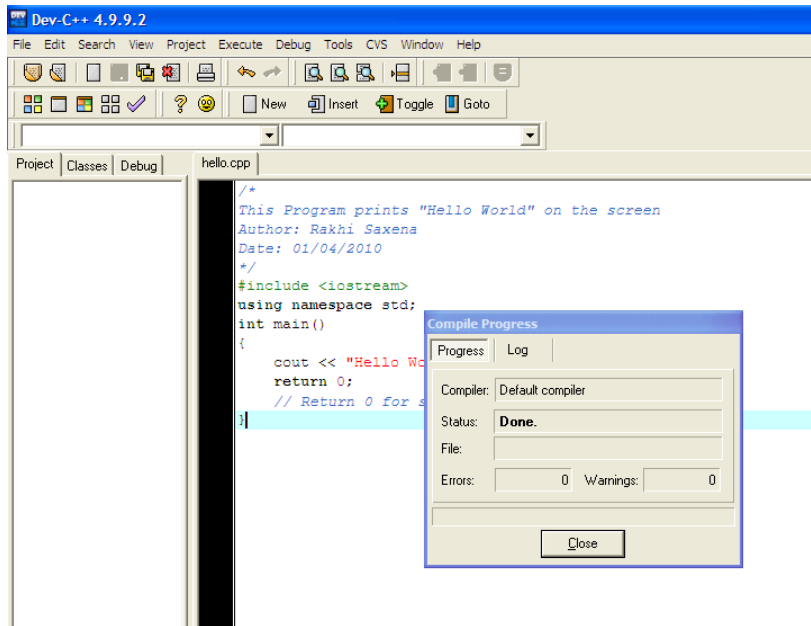 Dev-C++ 4.9.9.2
File Edit Search View Project Execute Debug Tools CVS Window Help
New Insert Toggle Goto
Project Classes Debug hello.cpp
/*
This Program prints "Hello World" on the screen
Author: Rakhi Saxena
Date: 01/04/2010
*/
#include <iostream>
using namespace std;
int main()
{
cout << "Hello Wo
return 0;
// Return 0 for s
}
Compile Progress
Progress Log
Compiler: Default compiler
Status: Done.
File:
Errors: 0 Warnings: 0
Close